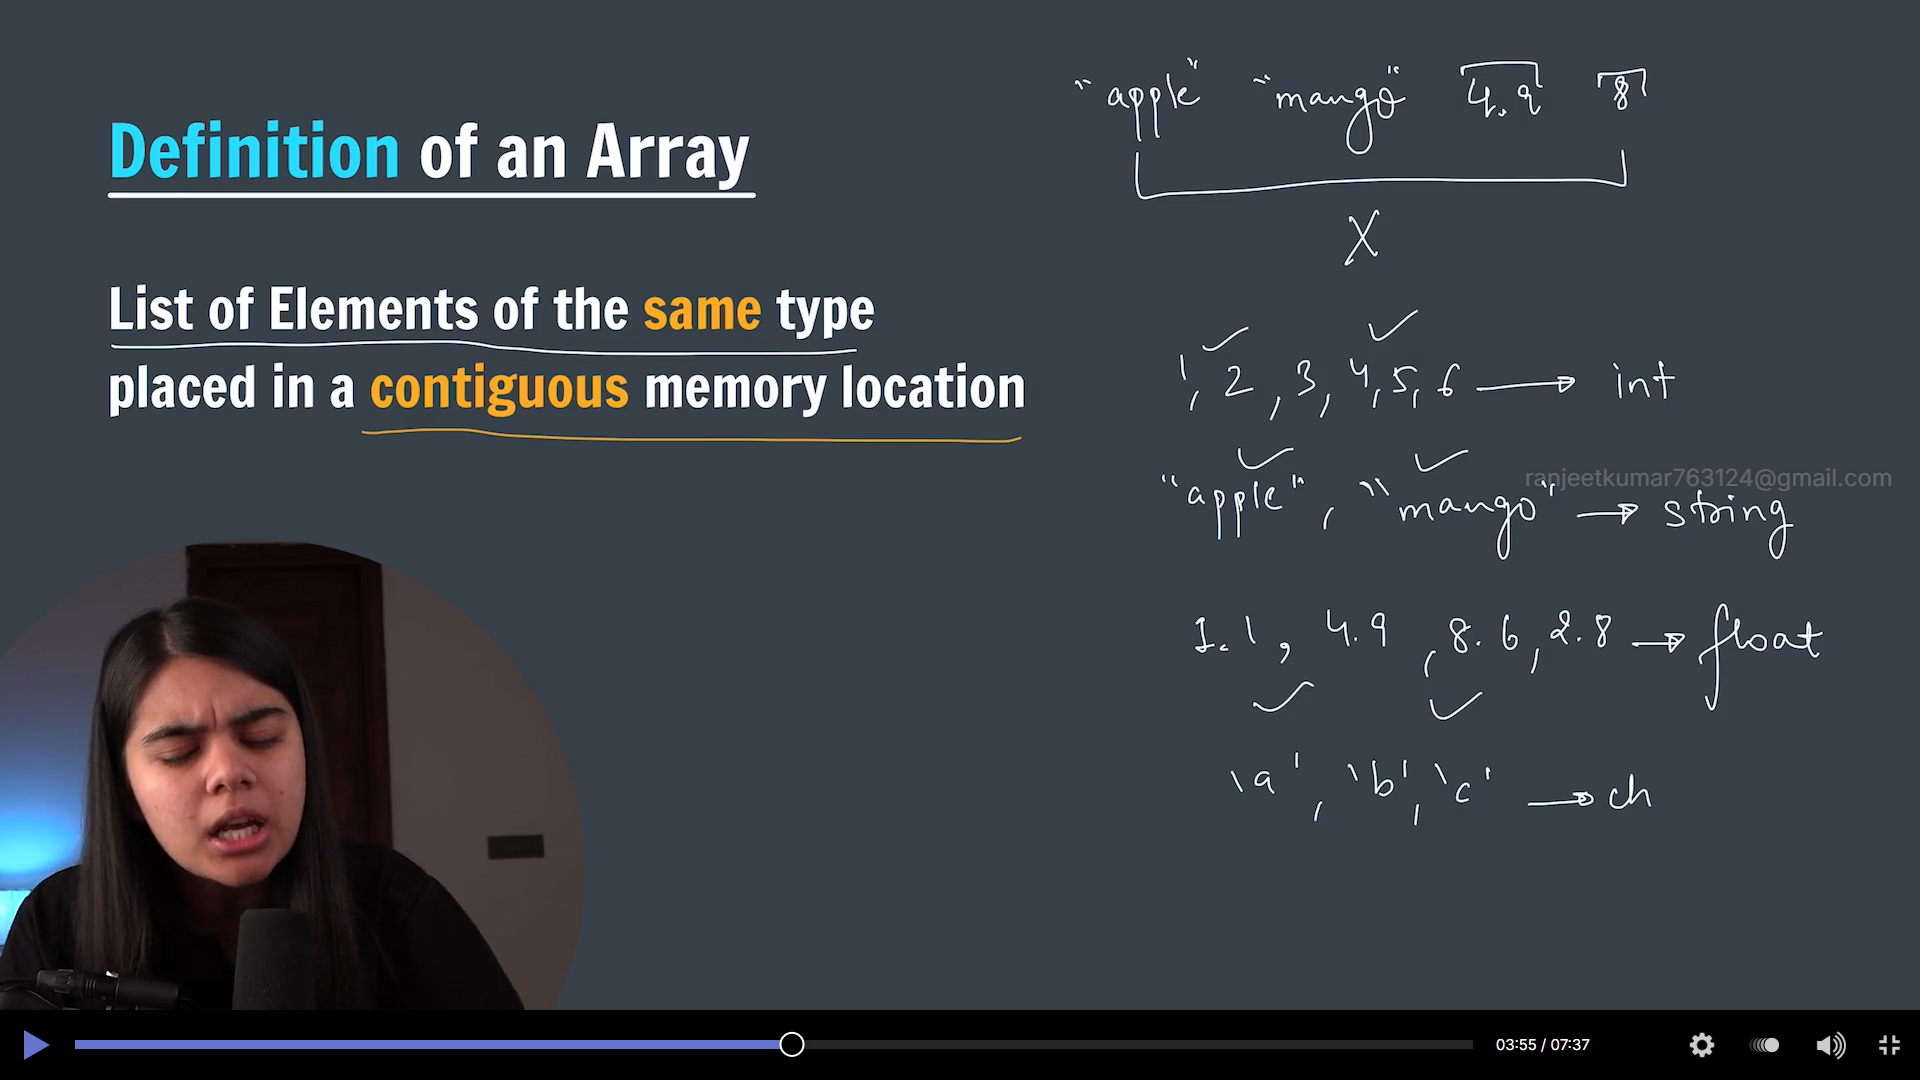 Definition of an Array
List of Elements of the same type
placed in a contiguous memory location
"apple" "mango" 4.9 8
X
1, 2, 3, 4, 5, 6 → int
"apple", "mango" → string
ranjeetkumar763124@gmail.com
1.1, 4.9, 8.6, 2.8 → float
'a', 'b', 'c' → ch
03:55 / 07:37